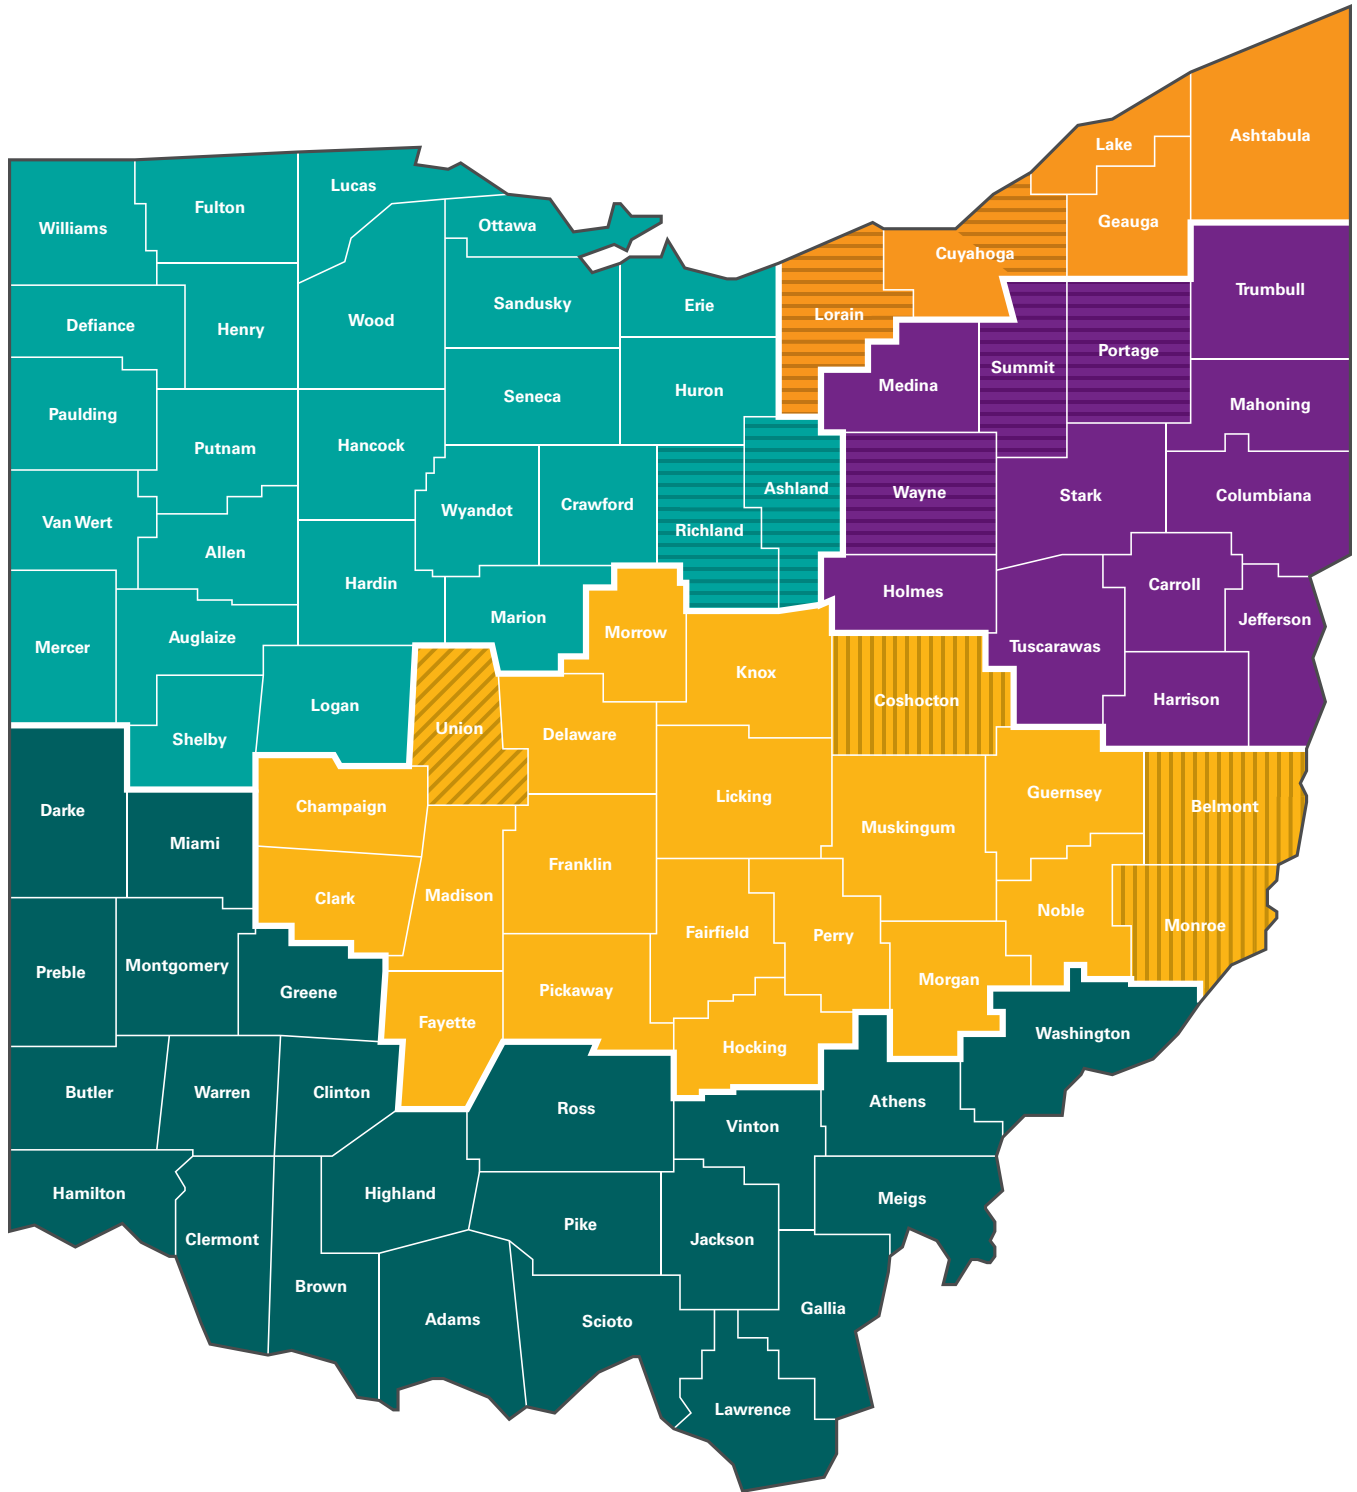 Ashtabula
Lake
Lucas
Fulton
Geauga
Ottawa
Williams
Cuyahoga
Trumbull
Sandusky
Erie
Lorain
Wood
Defiance
Henry
Portage
Summit
Medina
Huron
Seneca
Mahoning
Paulding
Hancock
Putnam
Ashland
Wayne
Stark
Columbiana
Crawford
Wyandot
Van Wert
Richland
Allen
Hardin
Carroll
Holmes
Marion
Jefferson
Morrow
Auglaize
Mercer
Tuscarawas
Knox
Coshocton
Harrison
Logan
Union
Delaware
Shelby
Guernsey
Licking
Champaign
Belmont
Darke
Muskingum
Miami
Franklin
Madison
Clark
Noble
Monroe
Fairfield
Perry
Montgomery
Preble
Morgan
Greene
Pickaway
Fayette
Washington
Hocking
Butler
Warren
Clinton
Athens
Ross
Vinton
Hamilton
Highland
Meigs
Pike
Clermont
Jackson
Brown
Gallia
Adams
Scioto
Lawrence